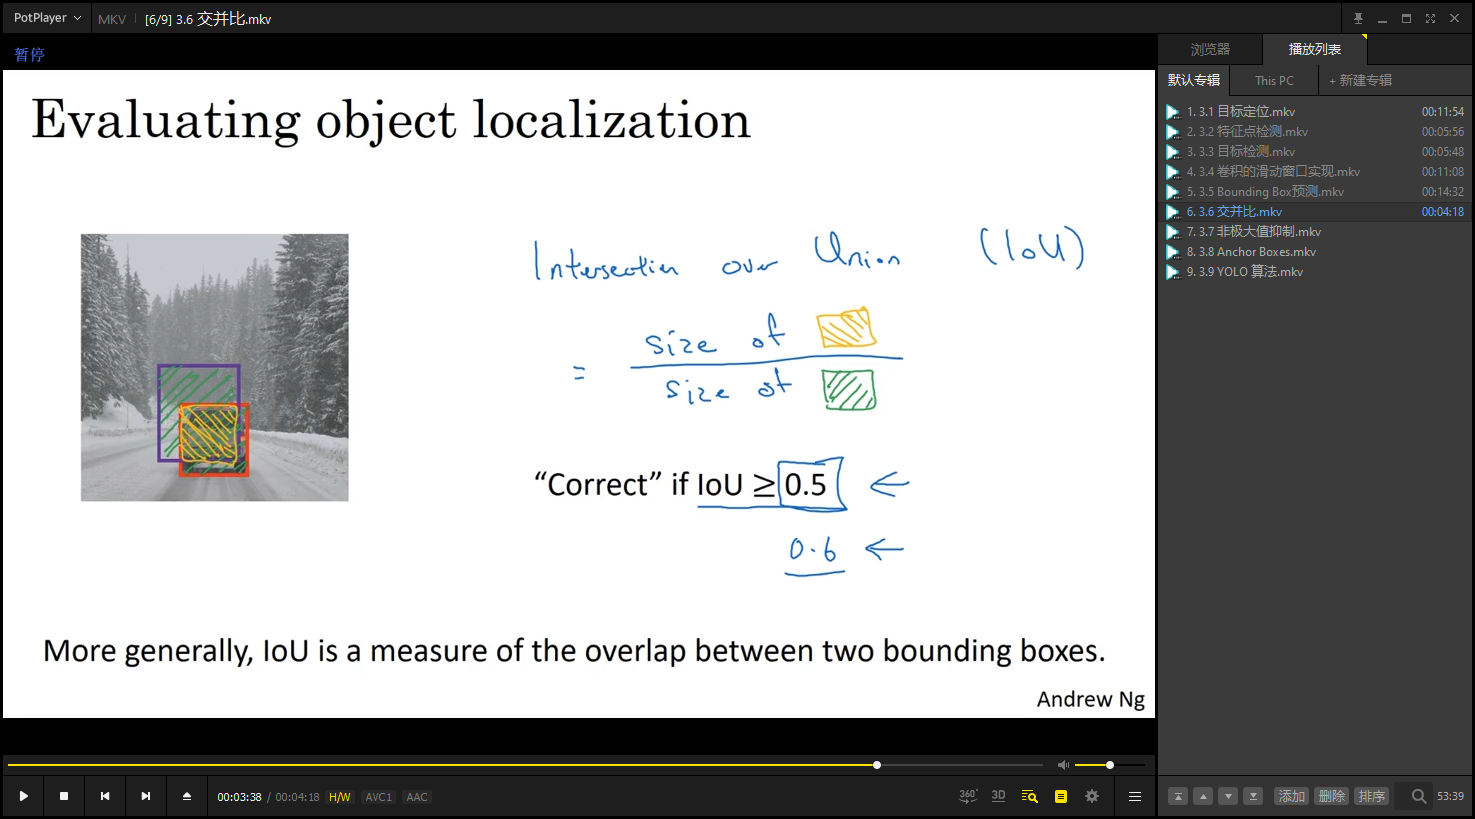 PotPlayer MKV [6/9] 3.6 交并比.mkv
暂停
Evaluating object localization
Intersection over Union (IoU)
size of
=
size of
“Correct” if IoU ≥ 0.5 ←
0.6 ←
More generally, IoU is a measure of the overlap between two bounding boxes.
Andrew Ng
00:03:38 / 00:04:18 H/W AVC1 AAC
360° 3D
浏览器 播放列表
默认专辑 This PC + 新建专辑
1. 3.1 目标定位.mkv 00:11:54
2. 3.2 特征点检测.mkv 00:05:56
3. 3.3 目标检测.mkv 00:05:48
4. 3.4 卷积的滑动窗口实现.mkv 00:11:08
5. 3.5 Bounding Box预测.mkv 00:14:32
6. 3.6 交并比.mkv 00:04:18
7. 3.7 非极大值抑制.mkv
8. 3.8 Anchor Boxes.mkv
9. 3.9 YOLO 算法.mkv
添加 删除 排序 53:39